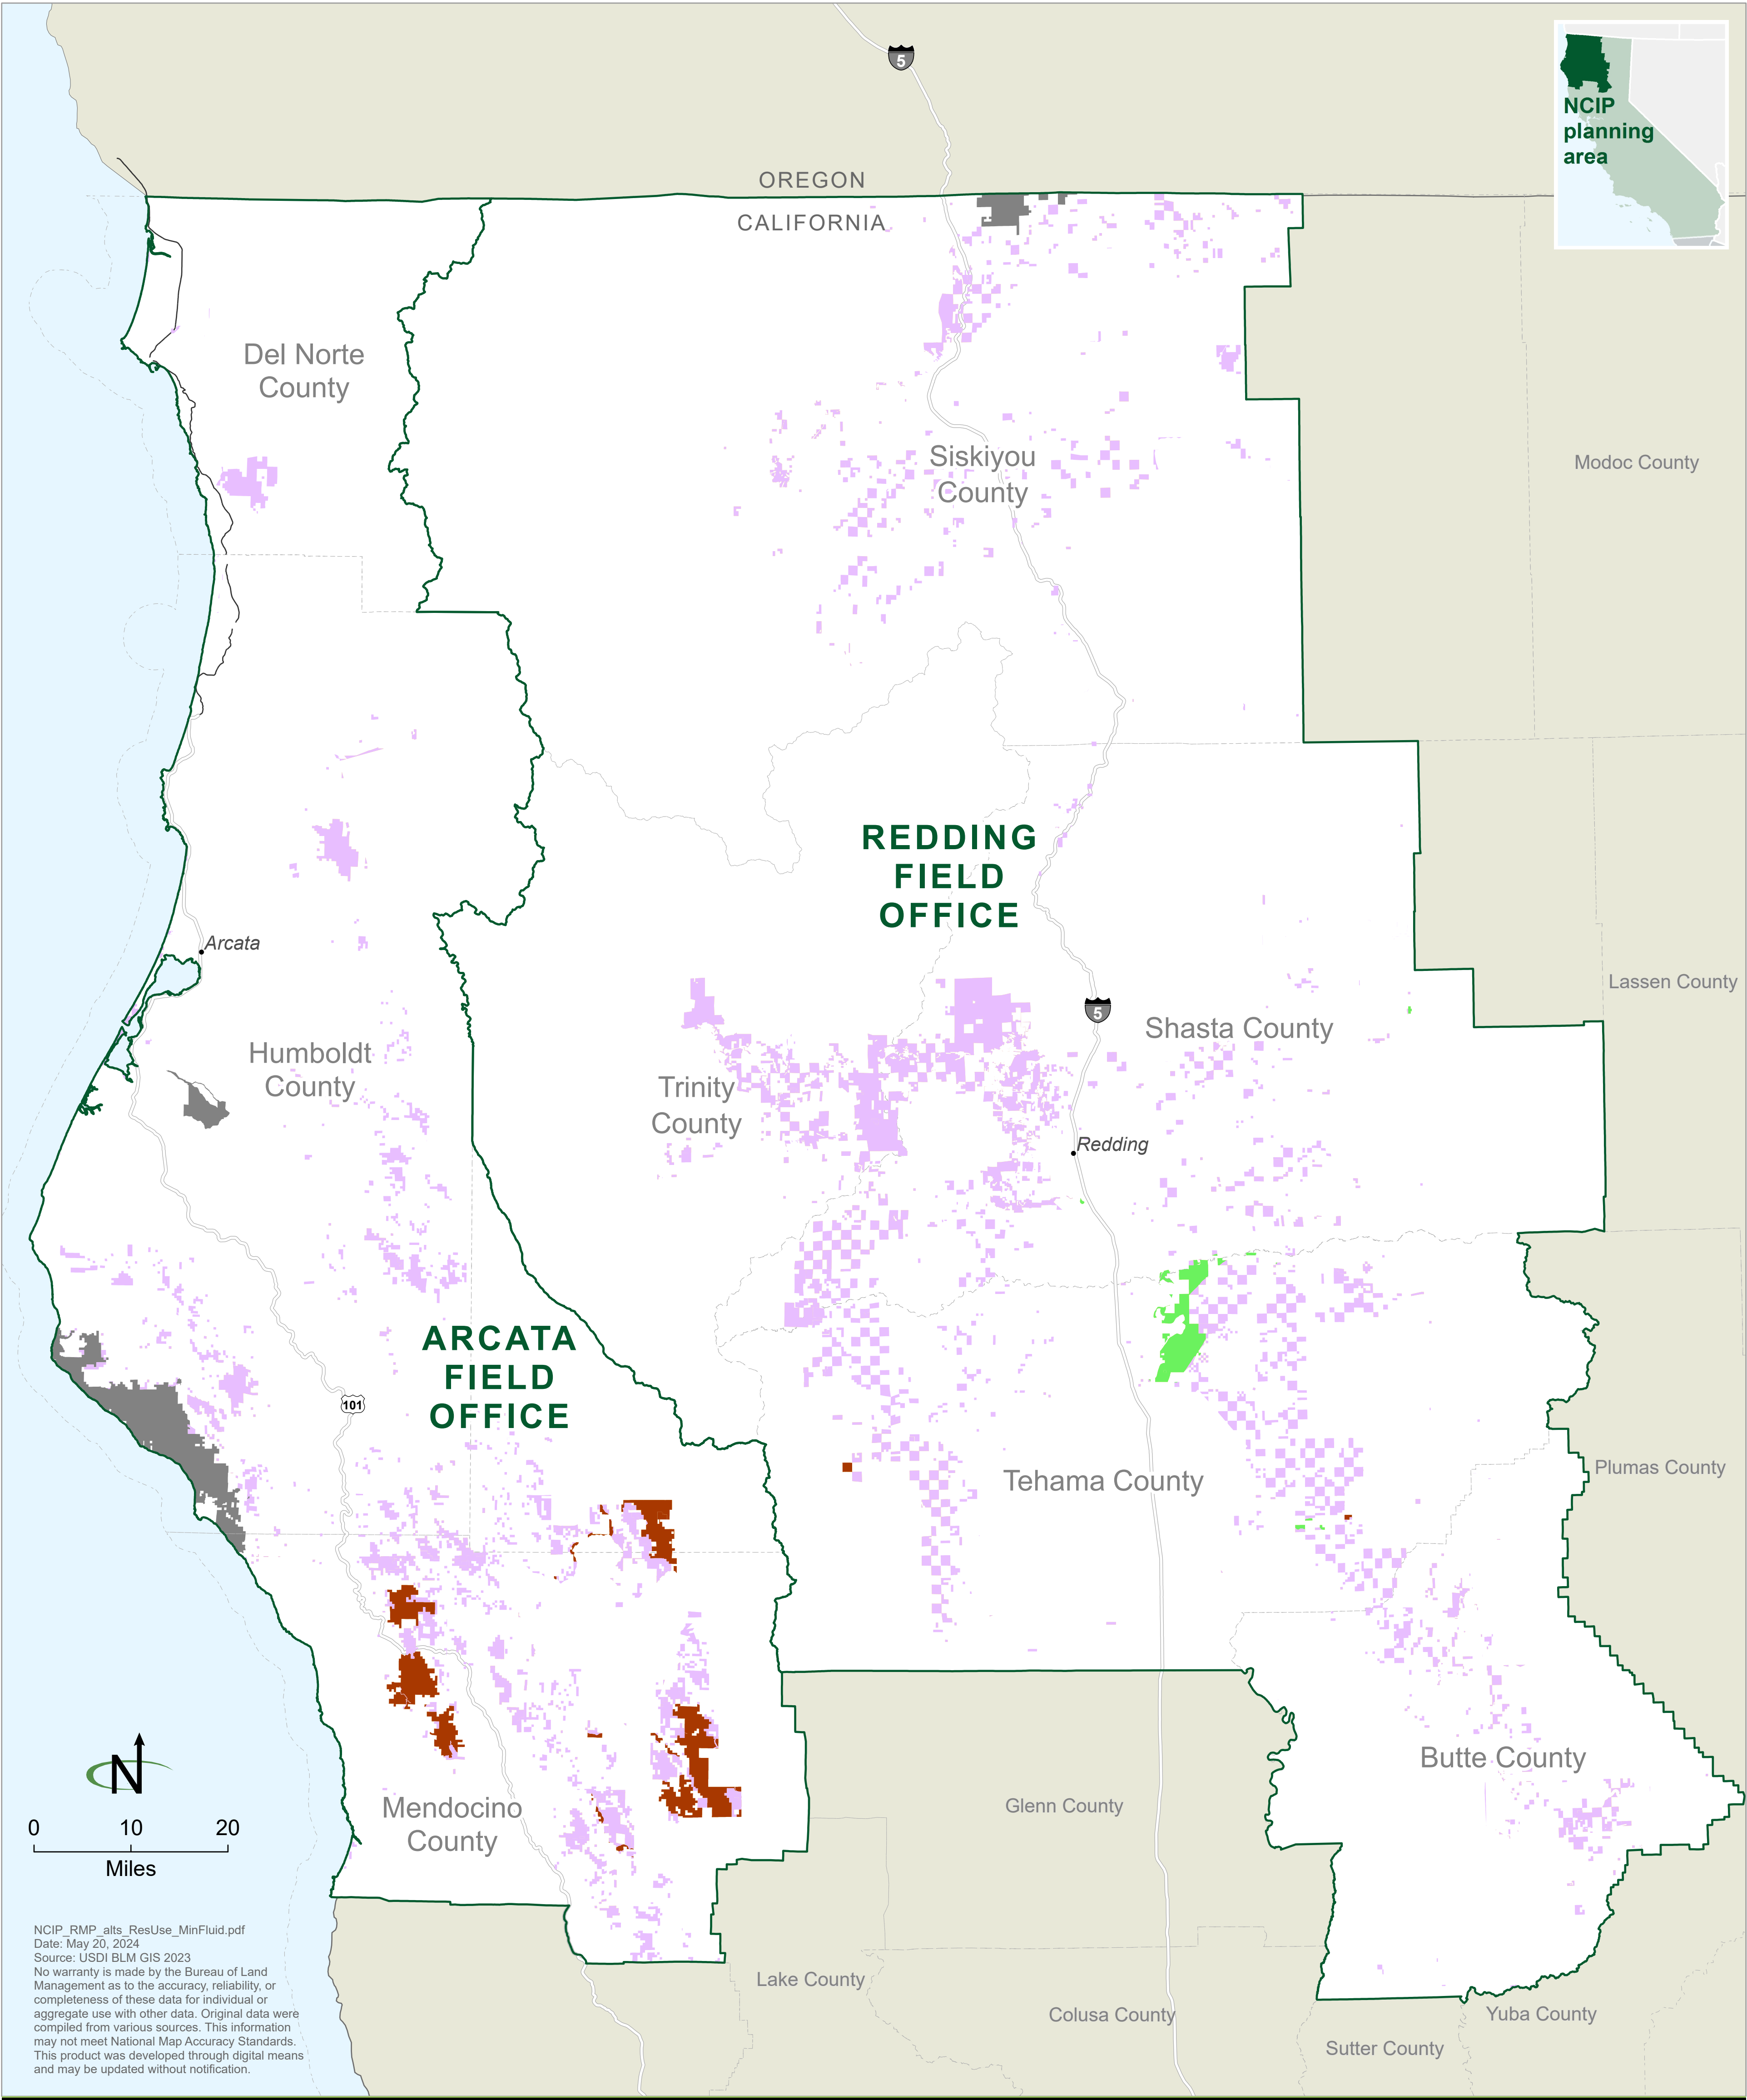 5
NCIP
planning
area
OREGON
CALIFORNIA
Del Norte
County
Siskiyou
County
Modoc County
REDDING
FIELD
OFFICE
Arcata
Lassen County
5
Shasta County
Humboldt
County
Trinity
County
Redding
ARCATA
FIELD
OFFICE
101
Tehama County
Plumas County
N
Butte County
Mendocino
County
Glenn County
0 10 20
Miles
NCIP_RMP_alts_ResUse_MinFluid.pdf
Date: May 20, 2024
Source: USDI BLM GIS 2023
No warranty is made by the Bureau of Land
Management as to the accuracy, reliability, or
completeness of these data for individual or
aggregate use with other data. Original data were
compiled from various sources. This information
may not meet National Map Accuracy Standards.
This product was developed through digital means
and may be updated without notification.
Lake County
Colusa County
Yuba County
Sutter County